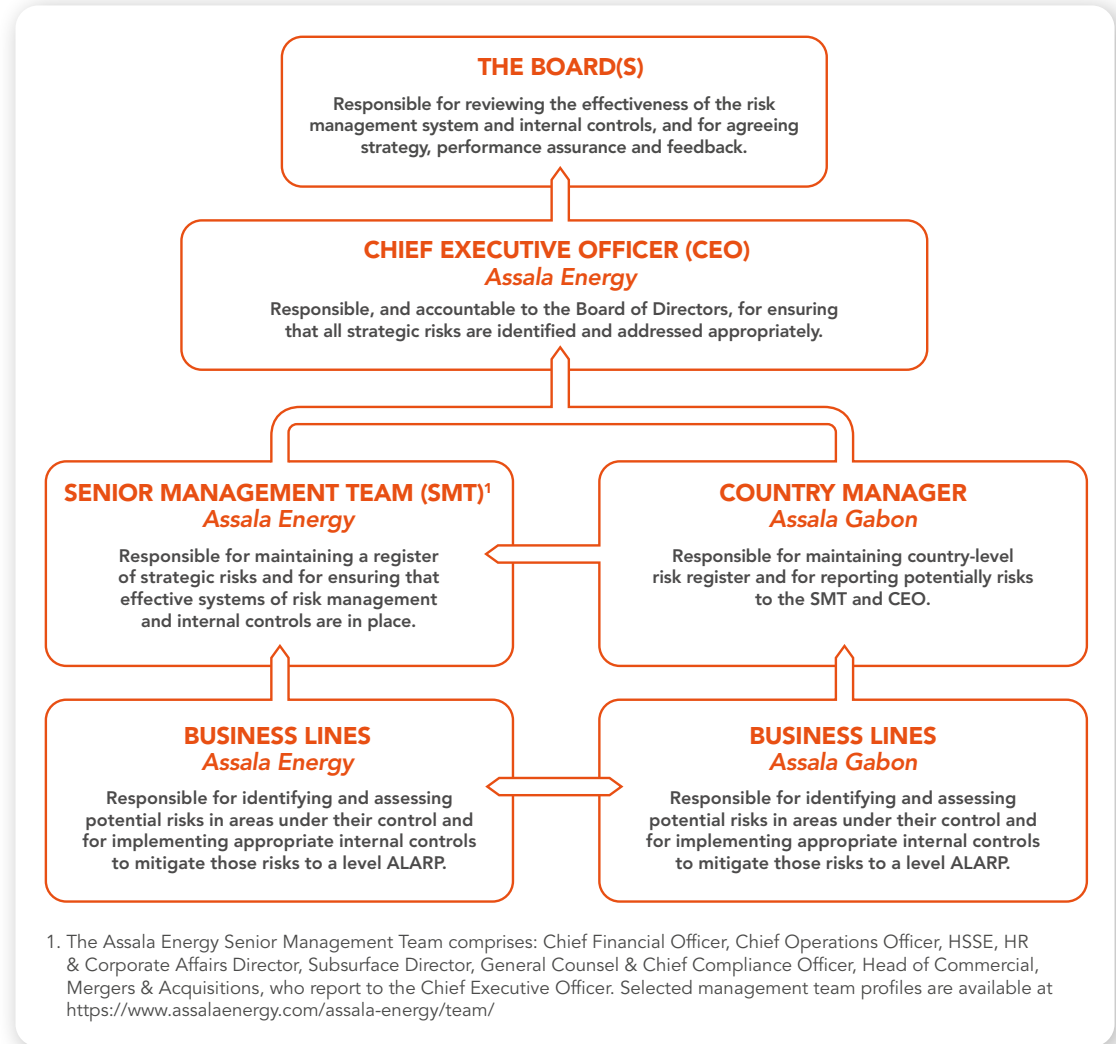 THE BOARD(S)
Responsible for reviewing the effectiveness of the risk
management system and internal controls, and for agreeing
strategy, performance assurance and feedback.
CHIEF EXECUTIVE OFFICER (CEO)
Assala Energy
Responsible, and accountable to the Board of Directors, for ensuring
that all strategic risks are identified and addressed appropriately.
SENIOR MANAGEMENT TEAM (SMT)¹
Assala Energy
Responsible for maintaining a register
of strategic risks and for ensuring that
effective systems of risk management
and internal controls are in place.
COUNTRY MANAGER
Assala Gabon
Responsible for maintaining country-level
risk register and for reporting potentially risks
to the SMT and CEO.
BUSINESS LINES
Assala Energy
Responsible for identifying and assessing
potential risks in areas under their control and
for implementing appropriate internal controls
to mitigate those risks to a level ALARP.
BUSINESS LINES
Assala Gabon
Responsible for identifying and assessing
potential risks in areas under their control and
for implementing appropriate internal controls
to mitigate those risks to a level ALARP.
1. The Assala Energy Senior Management Team comprises: Chief Financial Officer, Chief Operations Officer, HSSE, HR
& Corporate Affairs Director, Subsurface Director, General Counsel & Chief Compliance Officer, Head of Commercial,
Mergers & Acquisitions, who report to the Chief Executive Officer. Selected management team profiles are available at
https://www.assalaenergy.com/assala-energy/team/